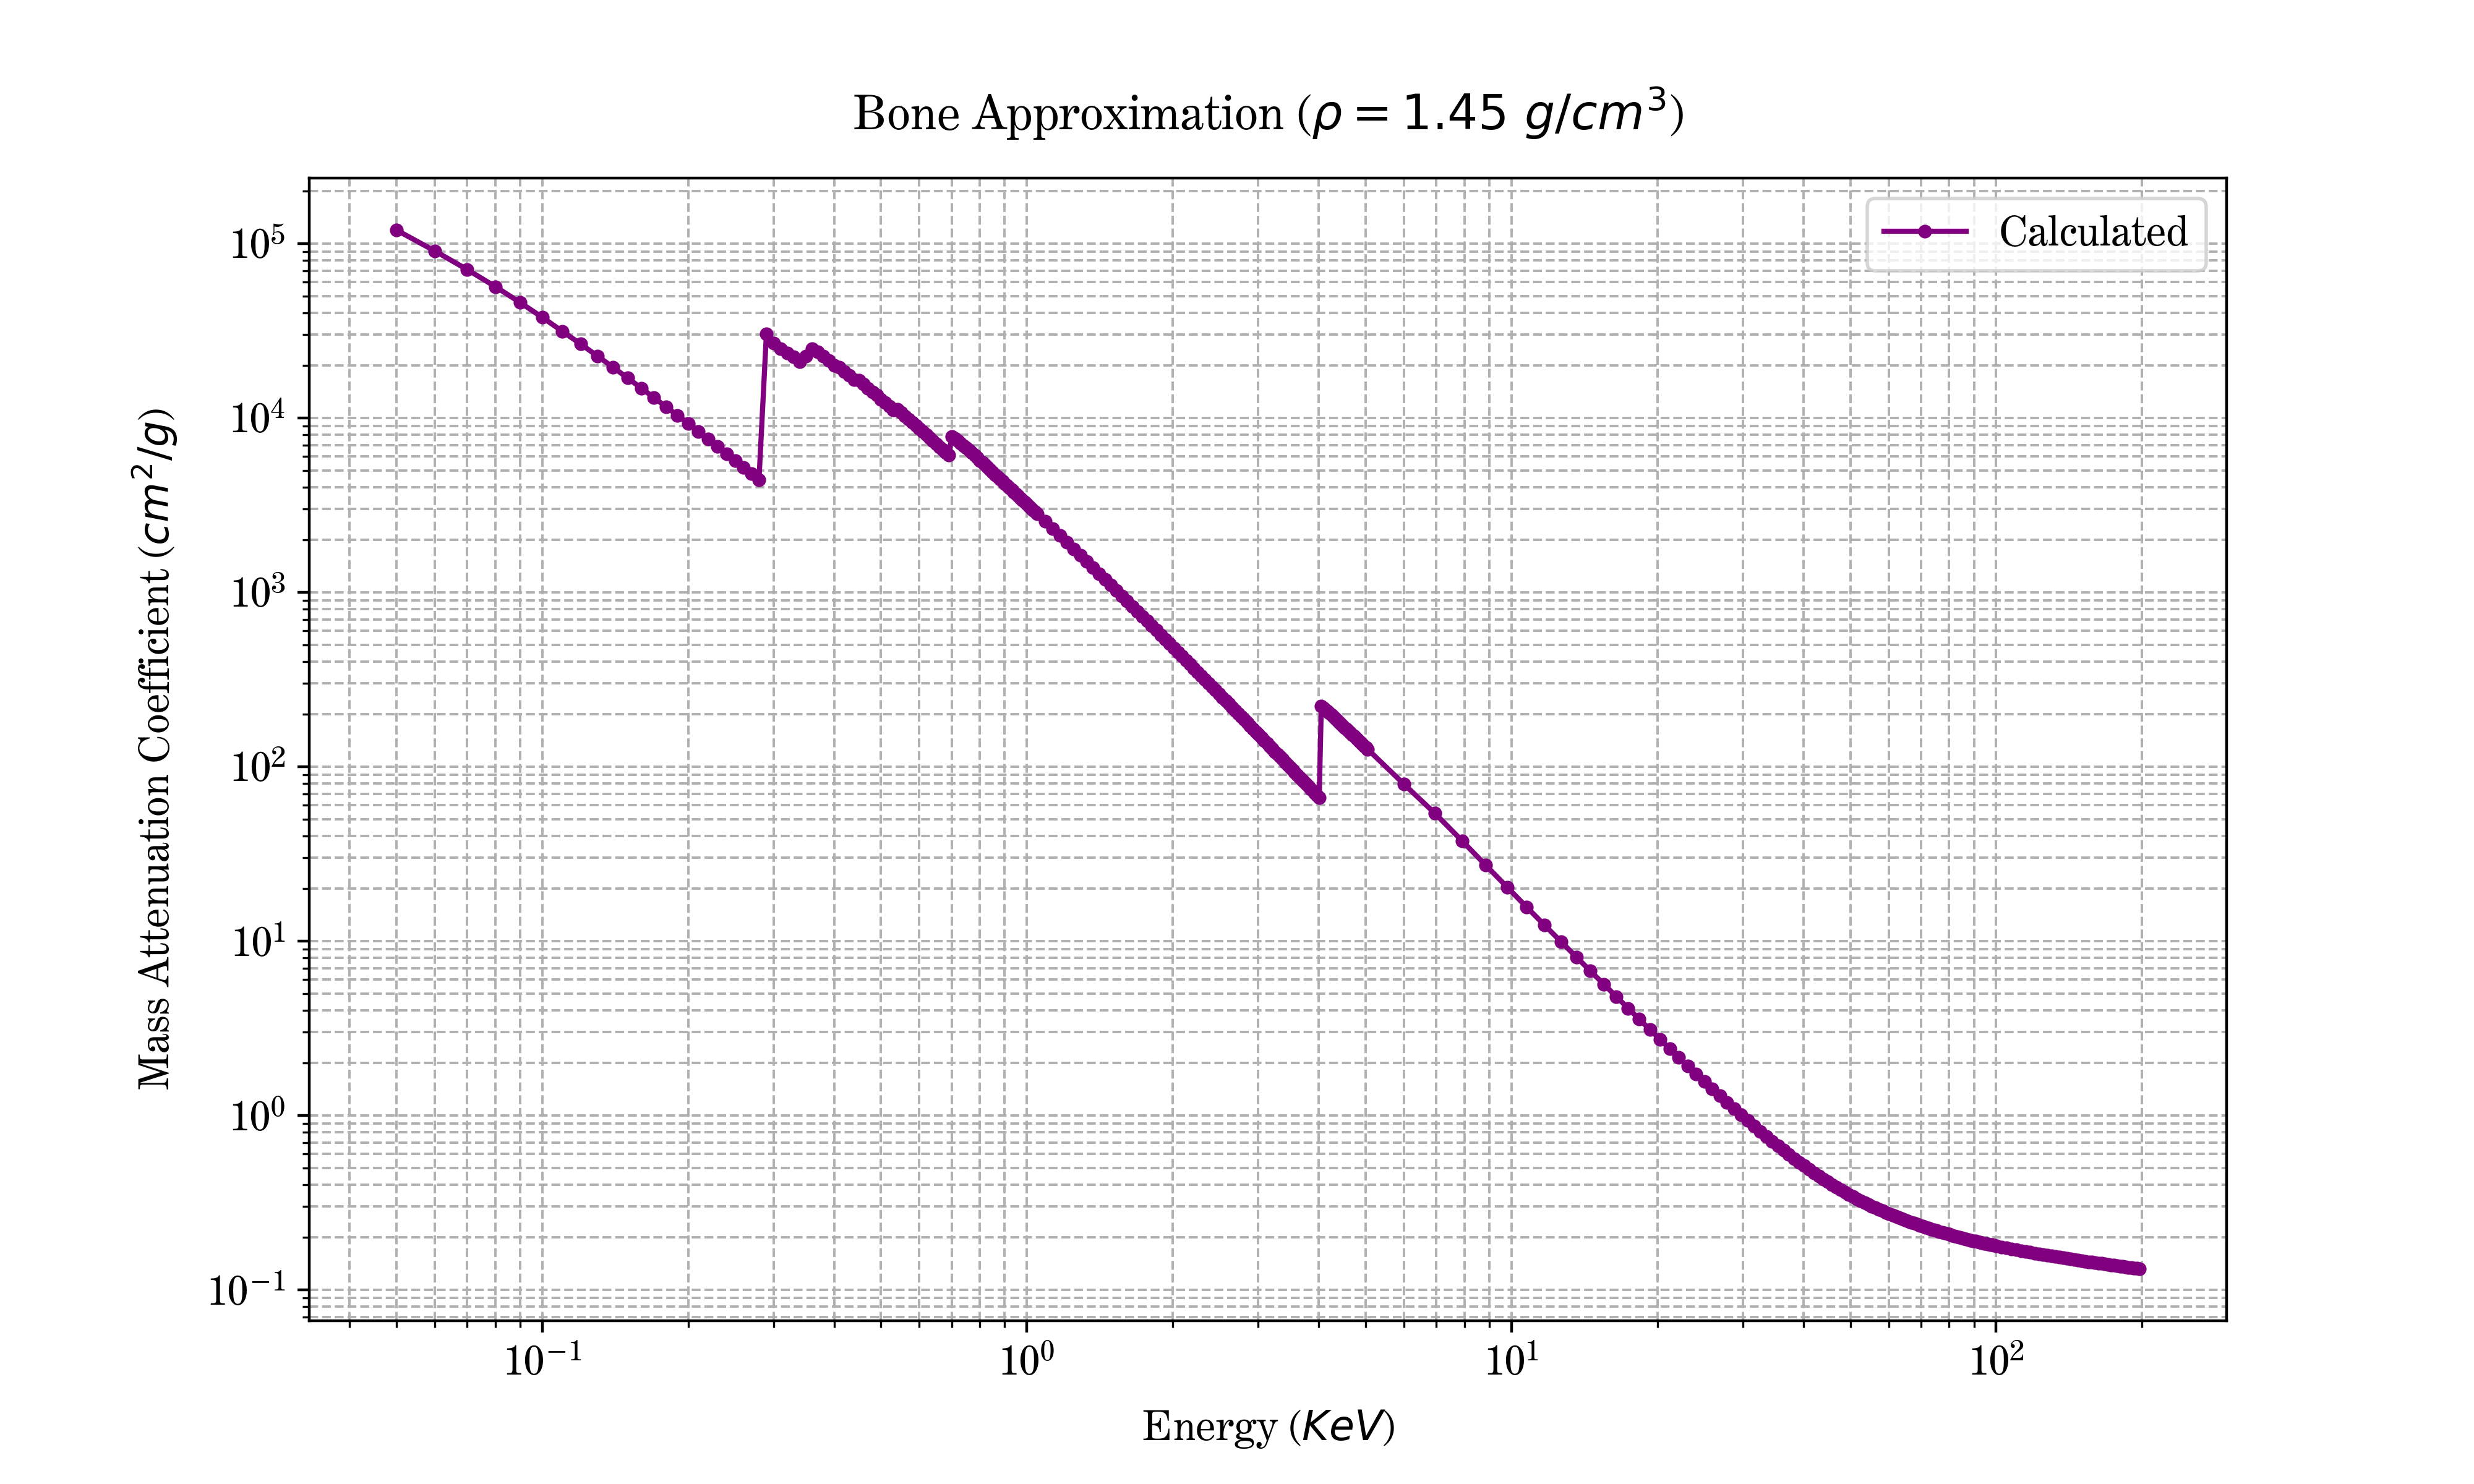 Bone Approximation (ρ = 1.45 g/cm³)
Calculated
Mass Attenuation Coefficient (cm²/g)
10⁵
10⁴
10³
10²
10¹
10⁰
10⁻¹
10⁻¹ 10⁰ 10¹ 10²
Energy (KeV)